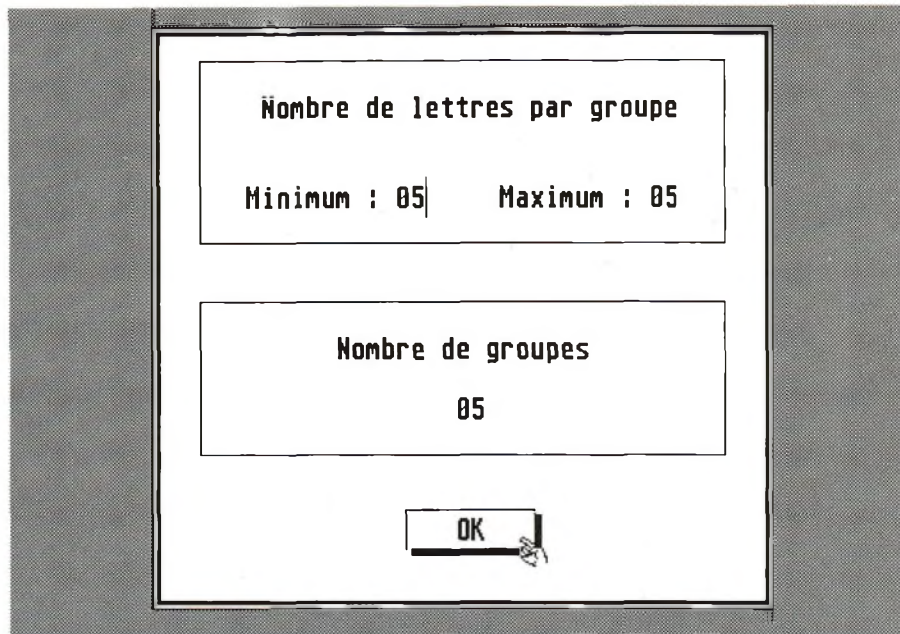 Nombre de lettres par groupe
Minimum : 05 Maximum : 05
Nombre de groupes
05
OK